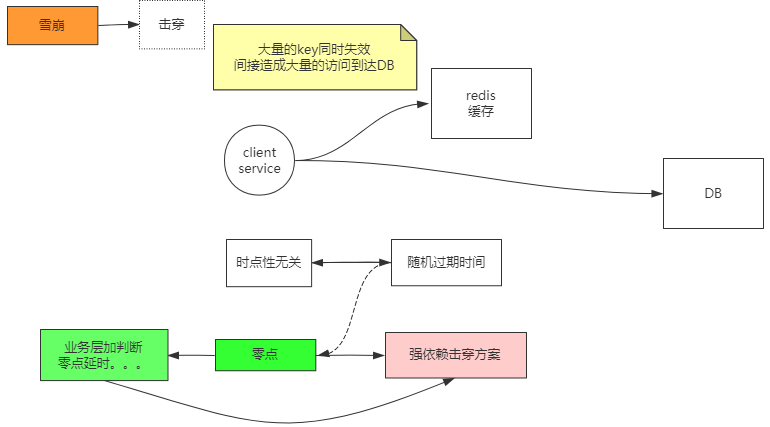 雪崩
击穿
大量的key同时失效
间接造成大量的访问到达DB
redis
缓存
client
service
DB
时点性无关
随机过期时间
业务层加判断
零点延时。。。
零点
强依赖击穿方案